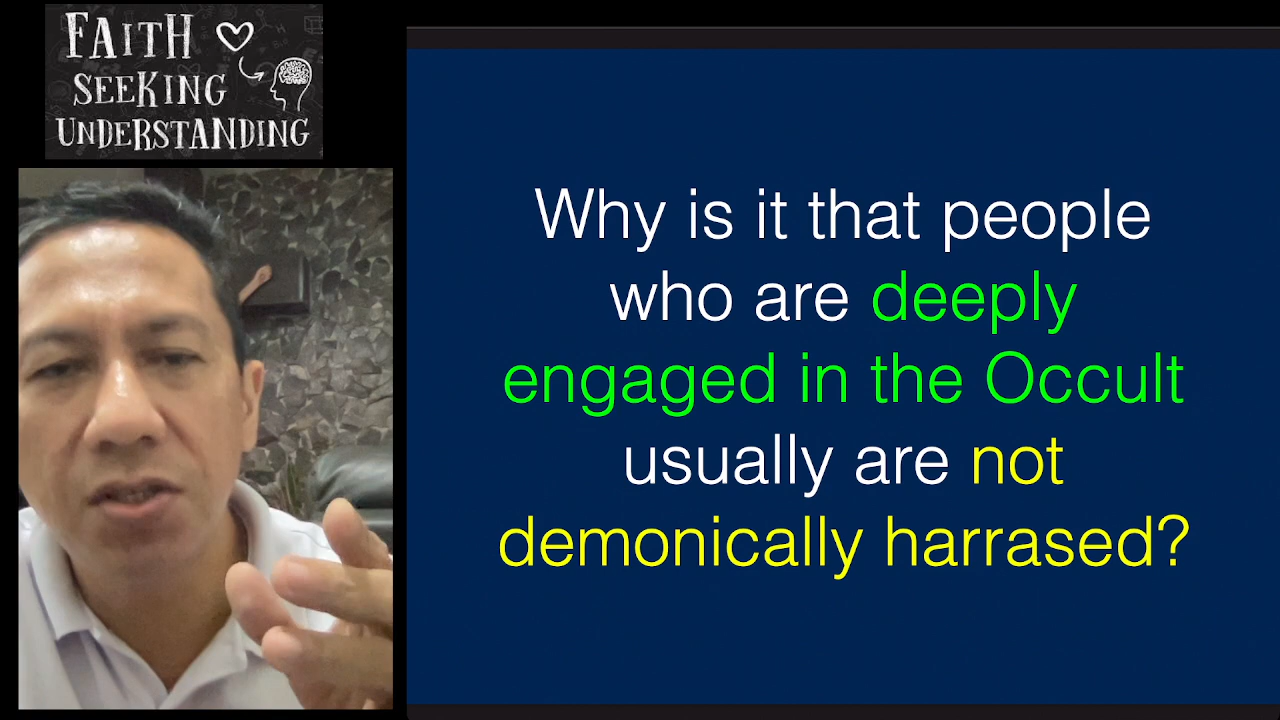 FAITH
SEEKING
UNDERSTANDING
Why is it that people
who are deeply
engaged in the Occult
usually are not
demonically harrased?